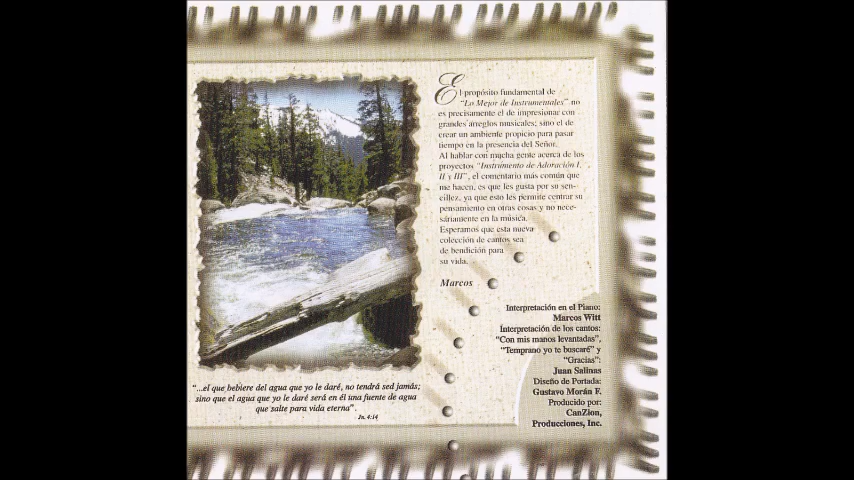 El propósito fundamental de
"Lo Mejor de Instrumentales" no
es precisamente el de impresionar con
grandes arreglos musicales; sino el de
crear un ambiente propicio para pasar
tiempo en la presencia del Señor.
Al hablar con mucha gente acerca de los
proyectos "Instrumento de Adoración I,
II y III", el comentario más común que
me hacen, es que les gusta por su sen-
cillez, ya que esto les permite centrar su
pensamiento en otras cosas y no nece-
sáriamente en la música.
Esperamos que esta nueva
colección de cantos sea
de bendición para
su vida.
Marcos
Interpretación en el Piano:
Marcos Witt
Interpretación de los cantos:
"Con mis manos levantadas",
"Temprano yo te buscaré" y
"Gracias":
Juan Salinas
Diseño de Portada:
Gustavo Morán F.
Producido por:
CanZion,
Producciones, Inc.
"...el que bebiere del agua que yo le daré, no tendrá sed jamás;
sino que el agua que yo le daré será en él una fuente de agua
que salte para vida eterna".
Jn. 4:14